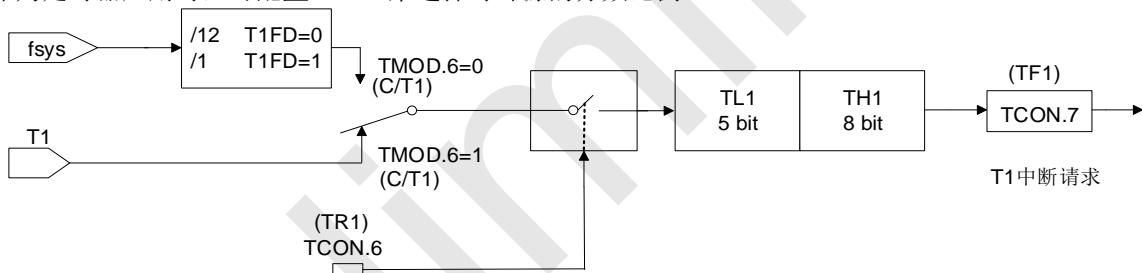 fsys
/12 T1FD=0
/1 T1FD=1
TMOD.6=0
(C/T1)
T1
TMOD.6=1
(C/T1)
(TR1)
TCON.6
TL1
5 bit
TH1
8 bit
(TF1)
TCON.7
T1中断请求